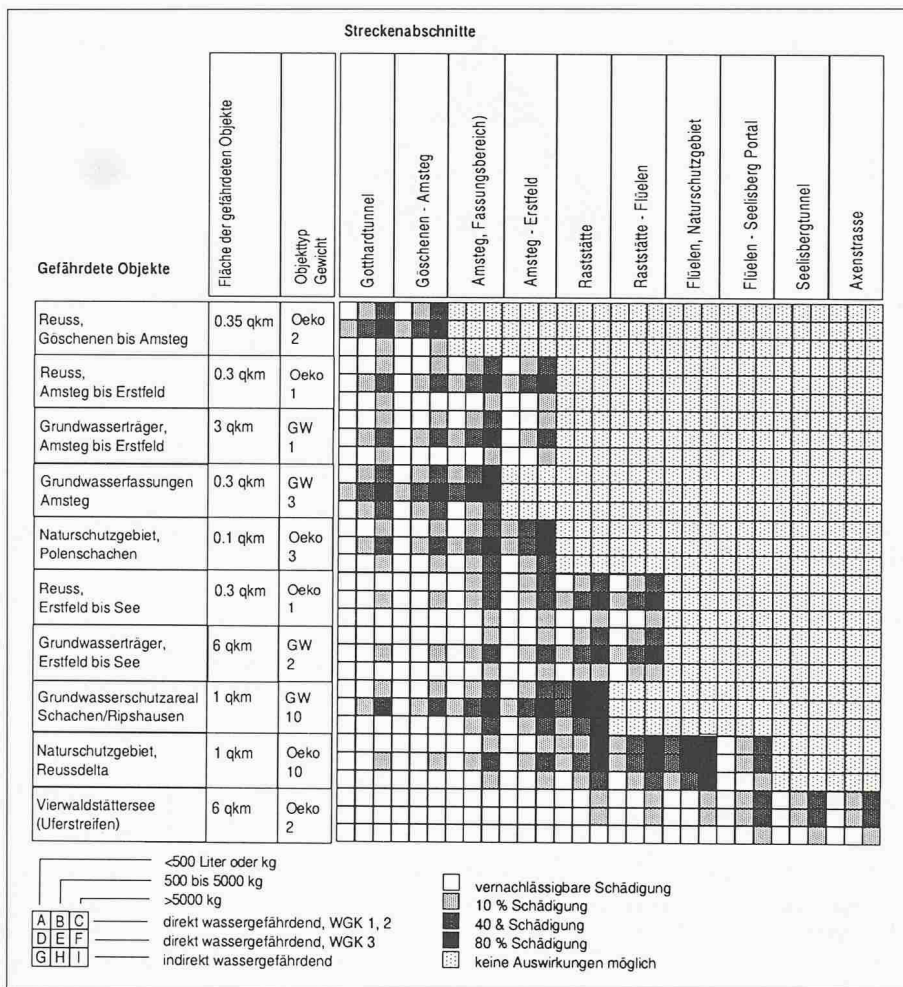 Streckenabschnitte
Gefährdete Objekte
Fläche der gefährdeten Objekte
Objekttyp
Gewicht
Gotthardtunnel
Göschenen - Amsteg
Amsteg, Fassungsbereich)
Amsteg - Erstfeld
Raststätte
Raststätte - Flüelen
Flüelen, Naturschutzgebiet
Flüelen - Seelisberg Portal
Seelisbergtunnel
Axenstrasse
Reuss,
Göschenen bis Amsteg
0.35 qkm
Oeko
2
Reuss,
Amsteg bis Erstfeld
0.3 qkm
Oeko
1
Grundwasserträger,
Amsteg bis Erstfeld
3 qkm
GW
1
Grundwasserfassungen
Amsteg
0.3 qkm
GW
3
Naturschutzgebiet,
Polenschachen
0.1 qkm
Oeko
3
Reuss,
Erstfeld bis See
0.3 qkm
Oeko
1
Grundwasserträger,
Erstfeld bis See
6 qkm
GW
2
Grundwasserschutzareal
Schachen/Ripshausen
1 qkm
GW
10
Naturschutzgebiet,
Reussdelta
1 qkm
Oeko
10
Vierwaldstättersee
(Uferstreifen)
6 qkm
Oeko
2
<500 Liter oder kg
500 bis 5000 kg
>5000 kg
A B C direkt wassergefährdend, WGK 1, 2
D E F direkt wassergefährdend, WGK 3
G H I indirekt wassergefährdend
vernachlässigbare Schädigung
10 % Schädigung
40 & Schädigung
80 % Schädigung
keine Auswirkungen möglich